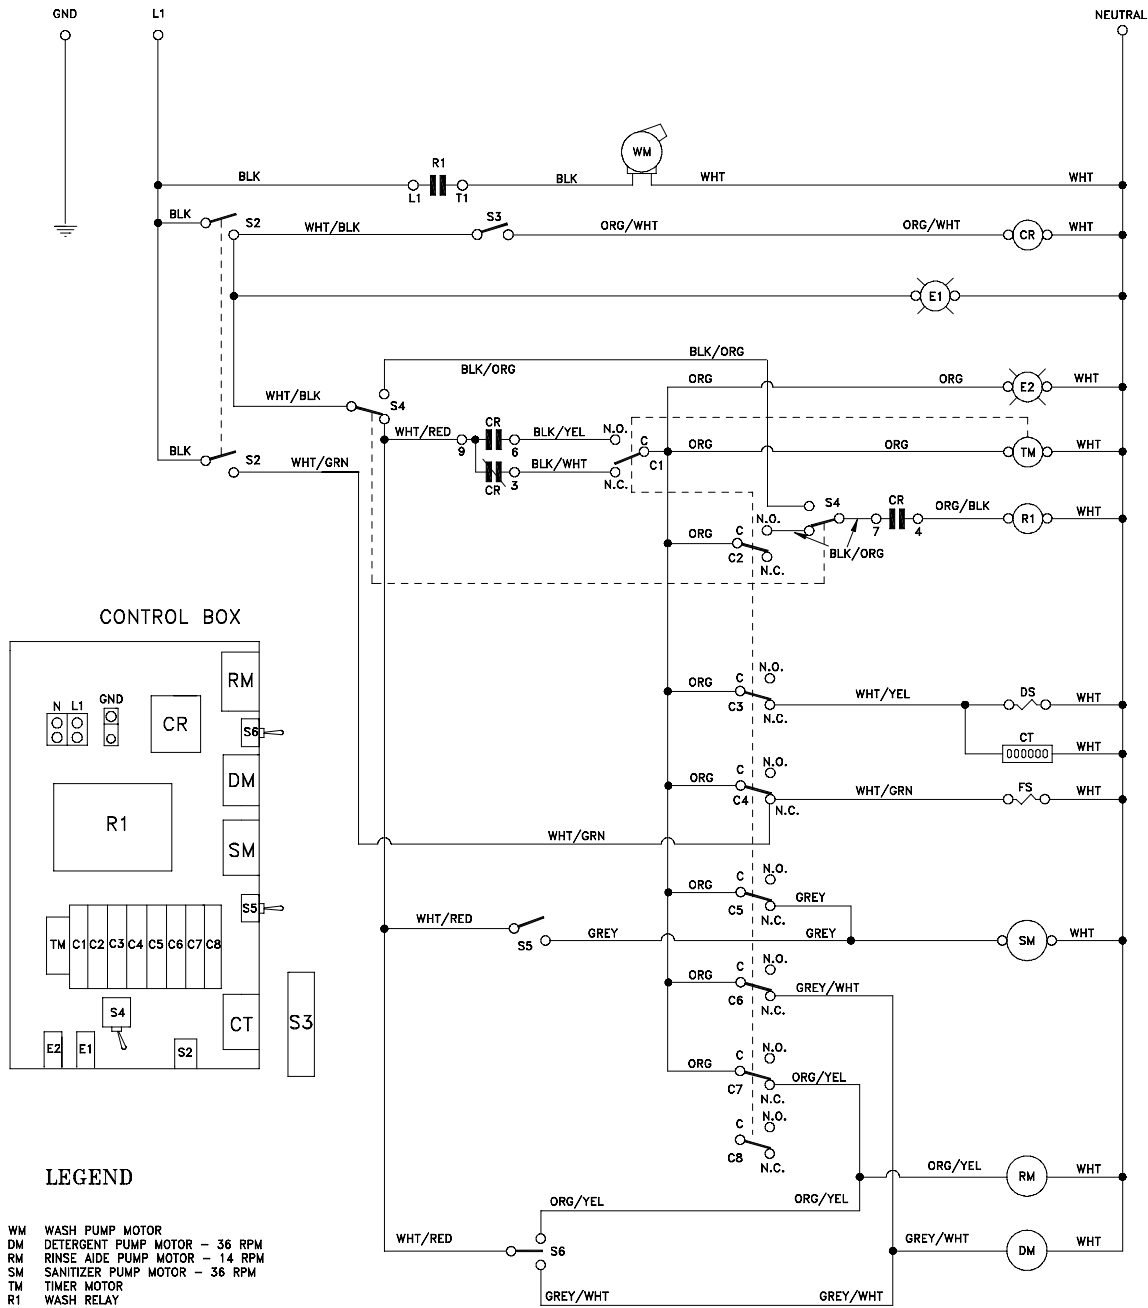 GND
L1
NEUTRAL
WM
R1
BLK
L1
T1
BLK
WHT
WHT
BLK
S2
WHT/BLK
S3
ORG/WHT
ORG/WHT
CR
WHT
E1
BLK/ORG
BLK/ORG
ORG
ORG
E2
WHT
WHT/BLK
S4
WHT/RED
9
CR
6
BLK/YEL
N.O.
C
C1
ORG
ORG
TM
WHT
BLK
S2
WHT/GRN
CR
3
BLK/WHT
N.C.
S4
CR
7
4
ORG/BLK
R1
WHT
ORG
C
C2
N.O.
N.C.
BLK/ORG
CONTROL BOX
RM
N L1
GND
CR
S6
DM
R1
SM
S5
TM C1 C2 C3 C4 C5 C6 C7 C8
S4
CT
S3
E2
E1
S2
ORG
C
C3
N.O.
N.C.
WHT/YEL
DS
WHT
CT
000000
WHT
ORG
C
C4
N.O.
N.C.
WHT/GRN
FS
WHT
WHT/GRN
ORG
C
C5
N.O.
N.C.
GREY
WHT/RED
S5
GREY
GREY
SM
WHT
ORG
C
C6
N.O.
N.C.
GREY/WHT
ORG
C
C7
N.O.
N.C.
ORG/YEL
C
C8
N.O.
N.C.
ORG/YEL
RM
WHT
ORG/YEL
ORG/YEL
WHT/RED
S6
GREY/WHT
DM
WHT
GREY/WHT
GREY/WHT
LEGEND
WM WASH PUMP MOTOR
DM DETERGENT PUMP MOTOR - 36 RPM
RM RINSE AIDE PUMP MOTOR - 14 RPM
SM SANITIZER PUMP MOTOR - 36 RPM
TM TIMER MOTOR
R1 WASH RELAY